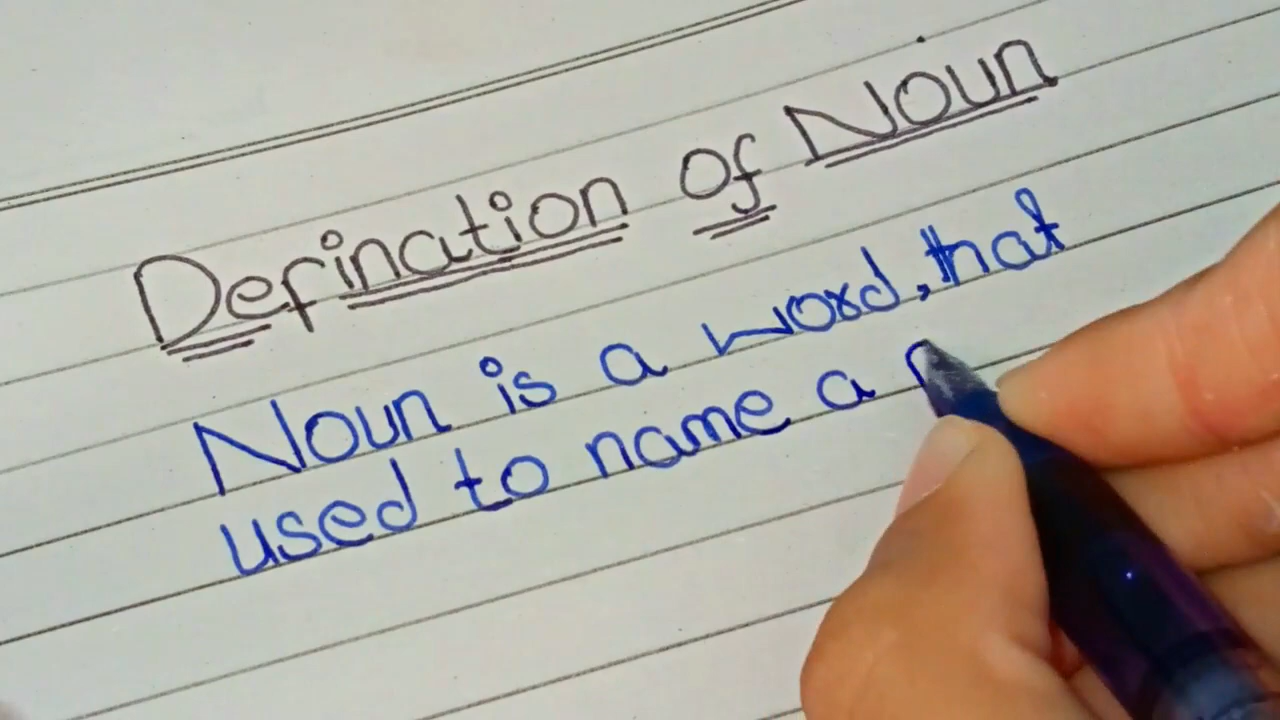 Defination of Noun
Noun is a word, that
used to name a